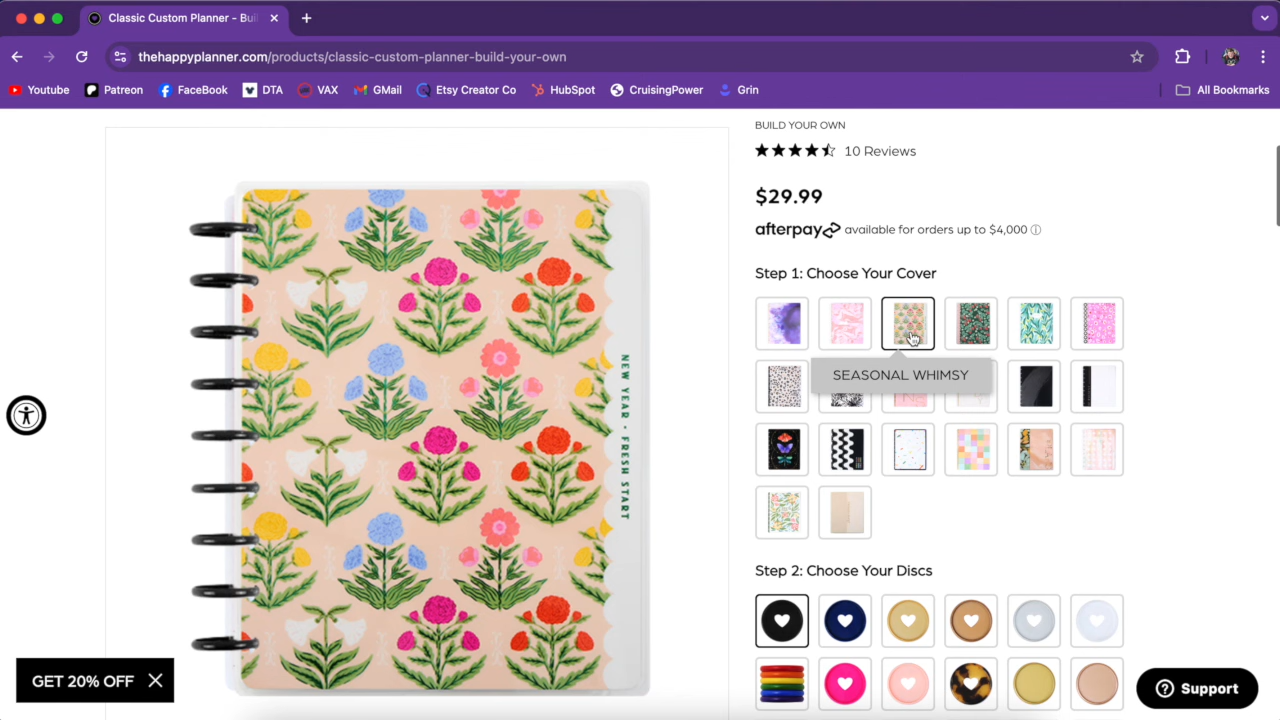 Classic Custom Planner - Bui
thehappyplanner.com/products/classic-custom-planner-build-your-own
Youtube
Patreon
FaceBook
DTA
VAX
GMail
Etsy Creator Co
HubSpot
CruisingPower
Grin
All Bookmarks
BUILD YOUR OWN
10 Reviews
$29.99
afterpay available for orders up to $4,000
Step 1: Choose Your Cover
SEASONAL WHIMSY
NEW YEAR • FRESH START
Step 2: Choose Your Discs
GET 20% OFF
Support